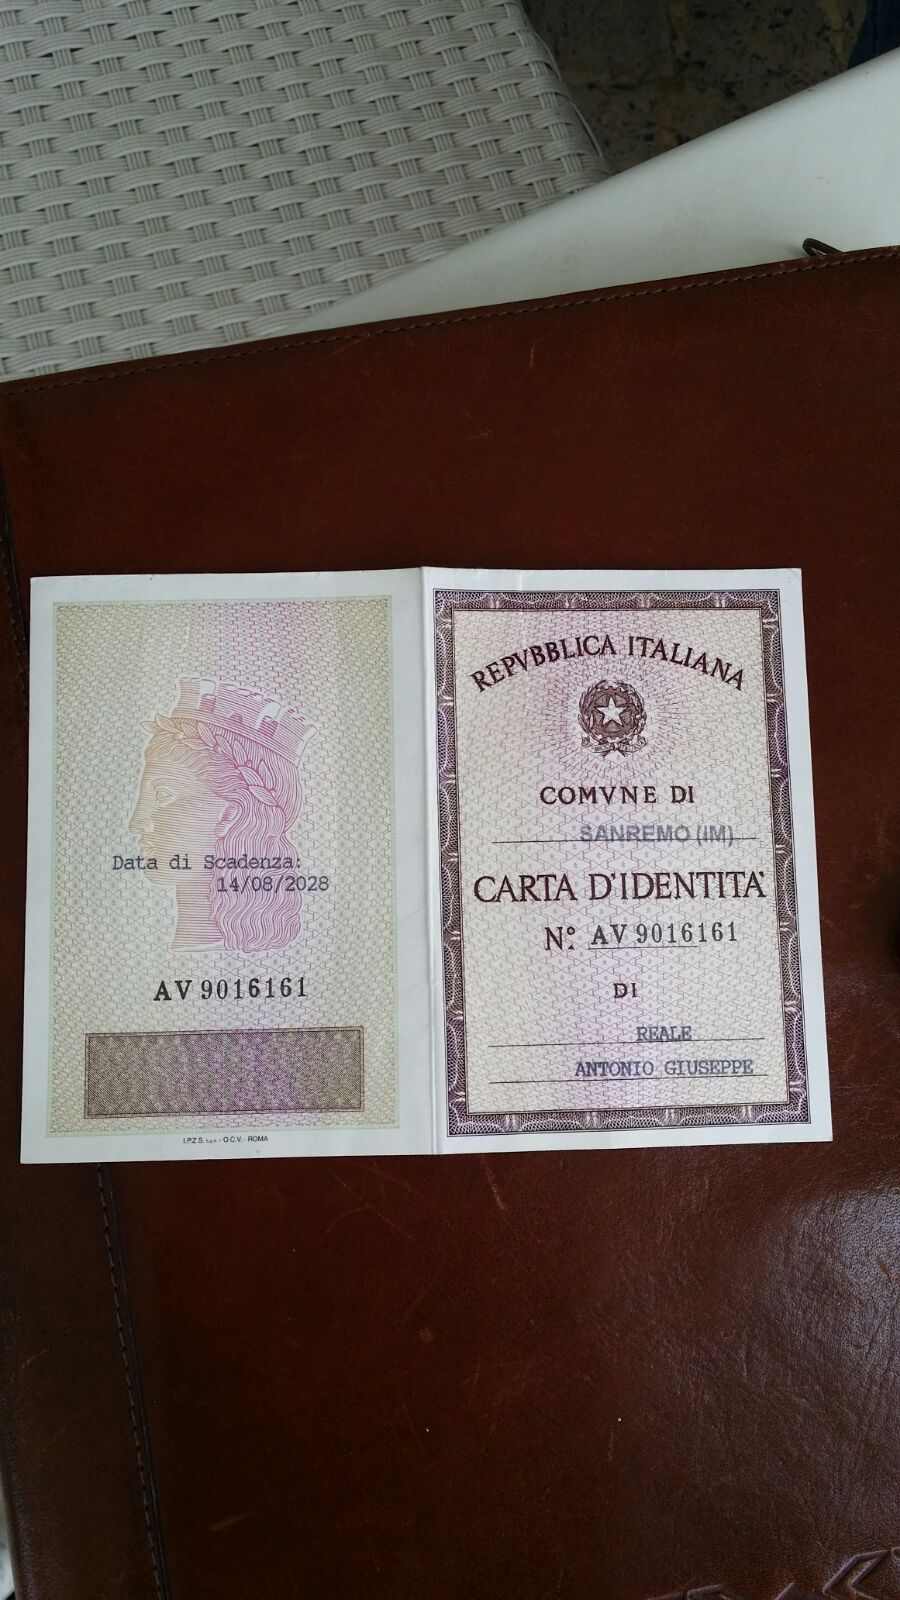 Data di Scadenza:
14/08/2028
AV 9016161
I.P.Z.S. S.p.A. - O.C.V. - ROMA
REPVBBLICA ITALIANA
COMVNE DI
SANREMO (IM)
CARTA D'IDENTITA'
N° AV 9016161
DI
REALE
ANTONIO GIUSEPPE